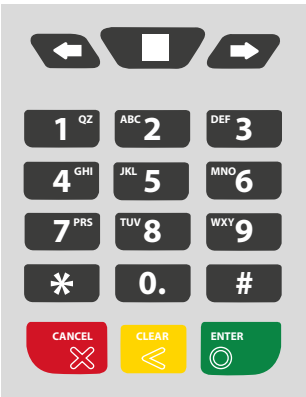 1 QZ ABC 2 DEF 3
4 GHI JKL 5 MNO 6
7 PRS TUV 8 WXY 9
* 0. #
CANCEL CLEAR ENTER